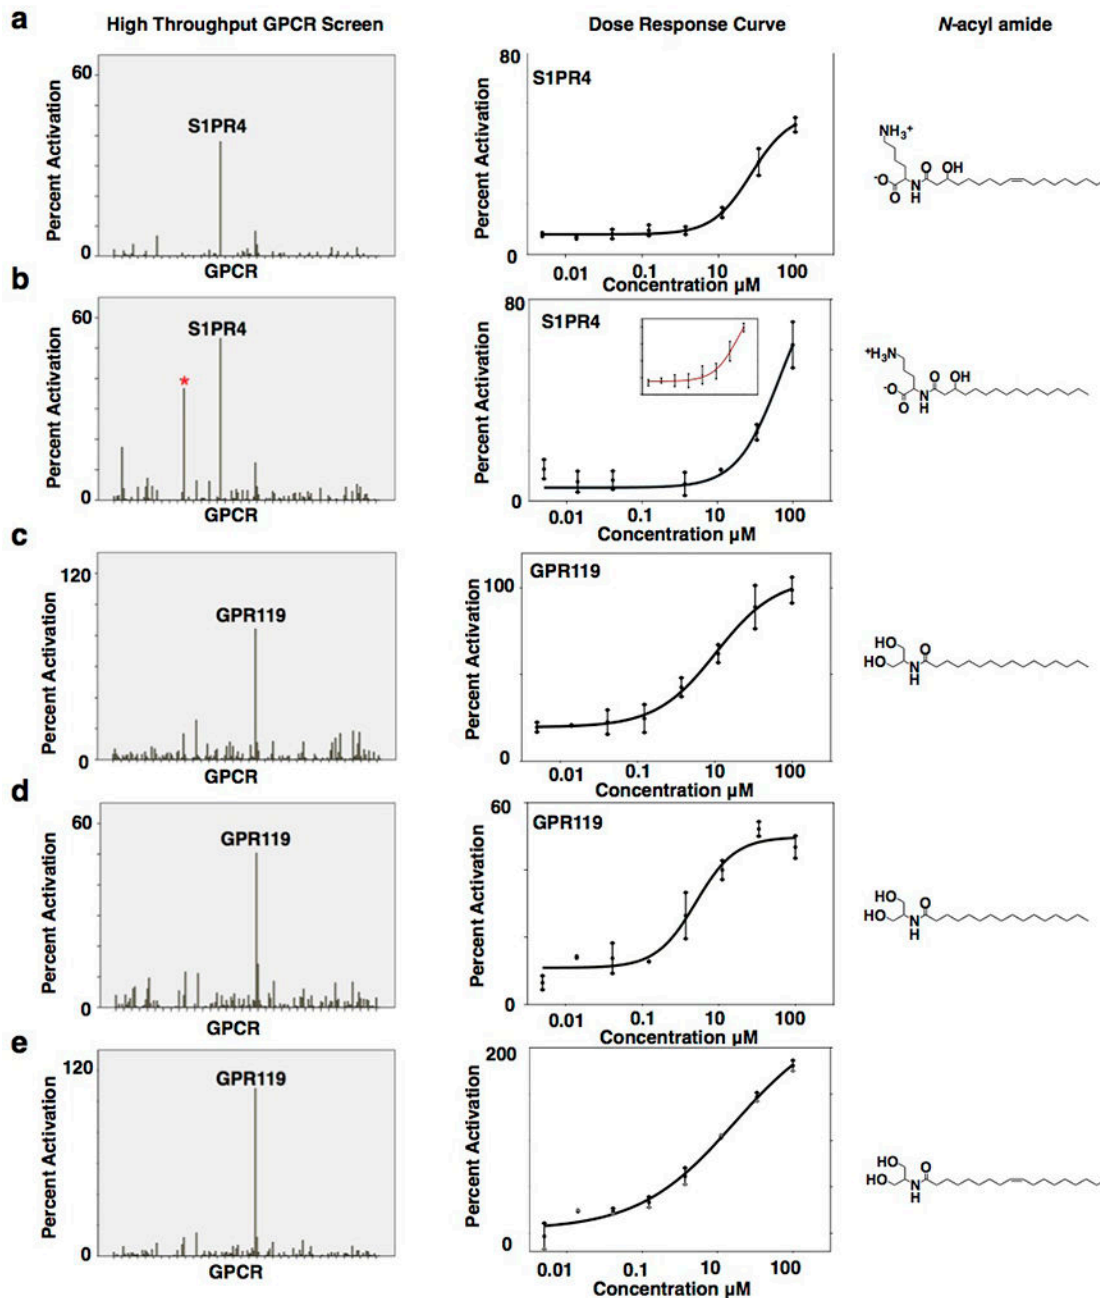 a
High Throughput GPCR Screen
Dose Response Curve
N-acyl amide
Percent Activation
60
0
S1PR4
GPCR
Percent Activation
80
0
S1PR4
0.01 0.1 10 100
Concentration µM
NH₃⁺
⁻O
O
N
H
O
OH
b
Percent Activation
60
0
S1PR4
GPCR
Percent Activation
80
0
S1PR4
0.01 0.1 10 100
Concentration µM
⁺H₃N
⁻O
O
N
H
O
OH
c
Percent Activation
120
0
GPR119
GPCR
Percent Activation
100
0
GPR119
0.01 0.1 10 100
Concentration µM
HO
HO
N
H
O
d
Percent Activation
60
0
GPR119
GPCR
Percent Activation
60
0
GPR119
0.01 0.1 10 100
Concentration µM
HO
HO
N
H
O
e
Percent Activation
120
0
GPR119
GPCR
Percent Activation
200
0
0.01 0.1 10 100
Concentration µM
HO
HO
N
H
O